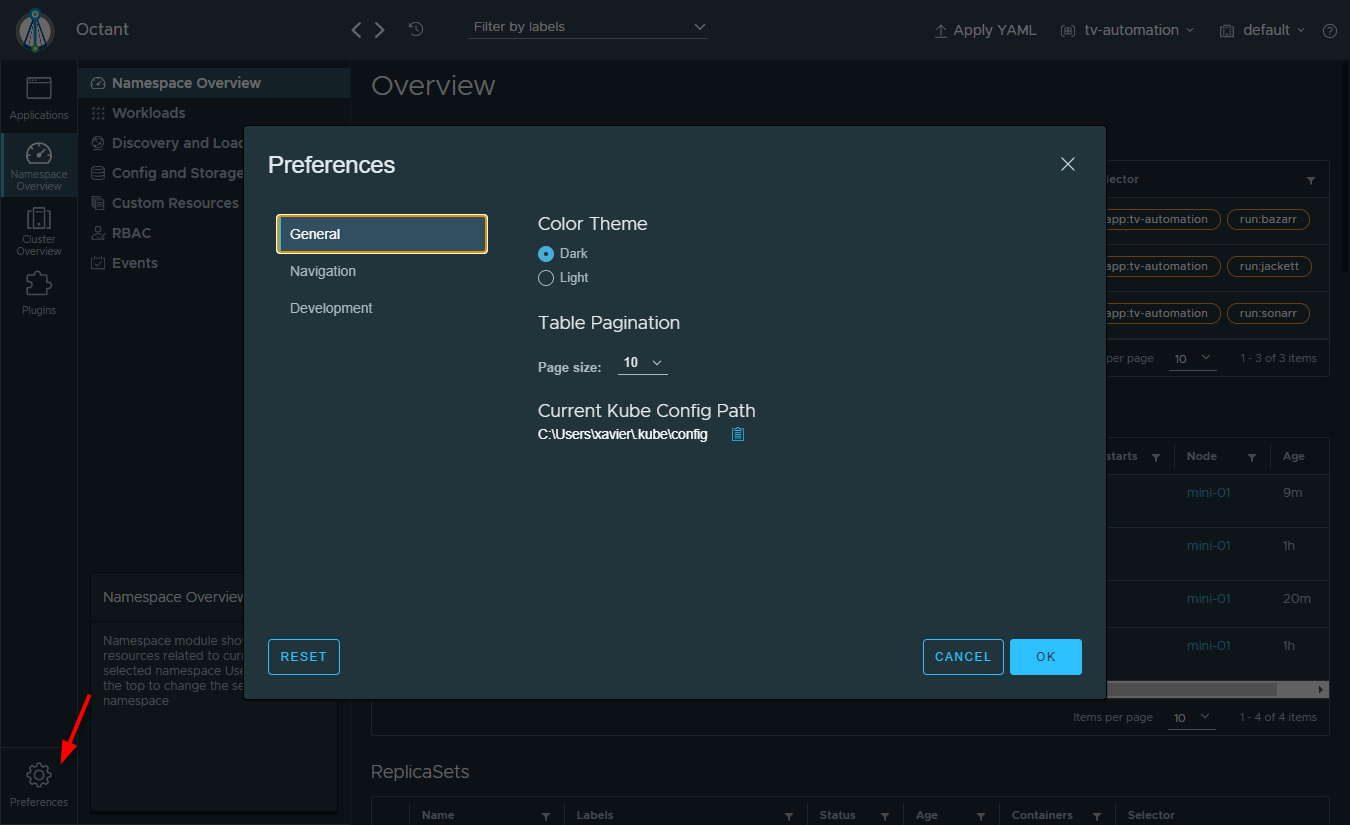 Octant
Filter by labels
Apply YAML
tv-automation
default
Applications
Namespace
Overview
Cluster
Overview
Plugins
Preferences
Namespace Overview
Workloads
Discovery and Load
Config and Storage
Custom Resources
RBAC
Events
Namespace Overview
Namespace module show
resources related to curr
selected namespace Use
the top to change the se
namespace
Overview
Preferences
General
Navigation
Development
Color Theme
Dark
Light
Table Pagination
Page size: 10
Current Kube Config Path
C:\Users\xavier\.kube\config
RESET
CANCEL
OK
lector
app:tv-automation run:bazarr
app:tv-automation run:jackett
app:tv-automation run:sonarr
per page 10 1 - 3 of 3 items
starts Node Age
mini-01 9m
mini-01 1h
mini-01 20m
mini-01 1h
Items per page 10 1 - 4 of 4 items
ReplicaSets
Name Labels Status Age Containers Selector